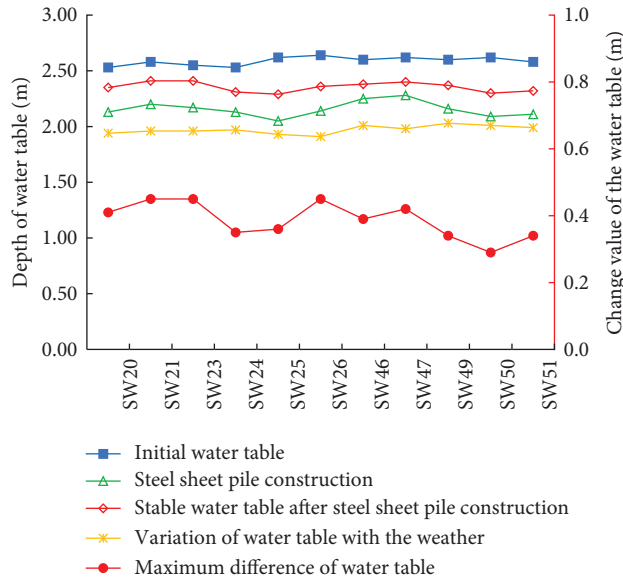 3.00
2.50
2.00
1.50
1.00
0.50
0.00
Depth of water table (m)
1.0
0.8
0.6
0.4
0.2
0.0
Change value of the water table (m)
SW20
SW21
SW23
SW24
SW25
SW26
SW46
SW47
SW49
SW50
SW51
Initial water table
Steel sheet pile construction
Stable water table after steel sheet pile construction
Variation of water table with the weather
Maximum difference of water table